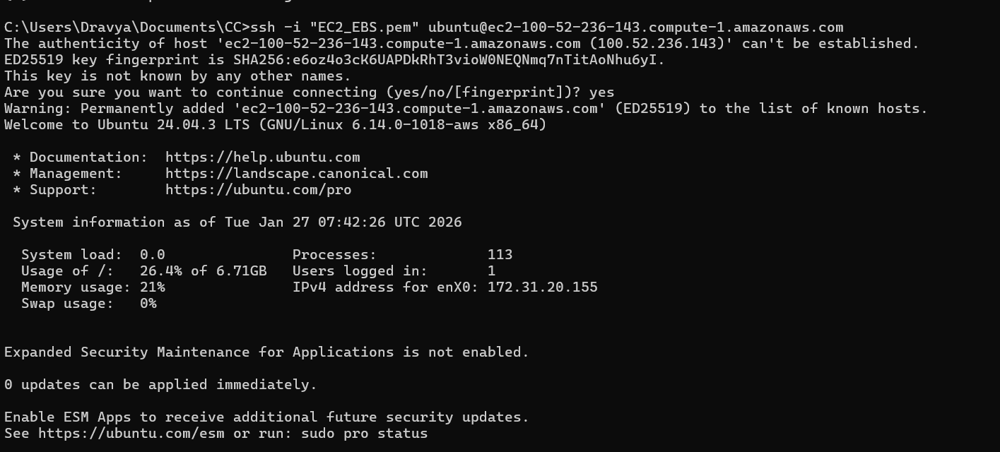 C:\Users\Dravya\Documents\CC>ssh -i "EC2_EBS.pem" ubuntu@ec2-100-52-236-143.compute-1.amazonaws.com
The authenticity of host 'ec2-100-52-236-143.compute-1.amazonaws.com (100.52.236.143)' can't be established.
ED25519 key fingerprint is SHA256:e6oz4o3cK6UAPDkRhT3vioW0NEQNmq7nTitAoNhu6yI.
This key is not known by any other names.
Are you sure you want to continue connecting (yes/no/[fingerprint])? yes
Warning: Permanently added 'ec2-100-52-236-143.compute-1.amazonaws.com' (ED25519) to the list of known hosts.
Welcome to Ubuntu 24.04.3 LTS (GNU/Linux 6.14.0-1018-aws x86_64)

 * Documentation:  https://help.ubuntu.com
 * Management:     https://landscape.canonical.com
 * Support:        https://ubuntu.com/pro

 System information as of Tue Jan 27 07:42:26 UTC 2026

  System load:  0.0               Processes:             113
  Usage of /:   26.4% of 6.71GB   Users logged in:       1
  Memory usage: 21%               IPv4 address for enX0: 172.31.20.155
  Swap usage:   0%

Expanded Security Maintenance for Applications is not enabled.

0 updates can be applied immediately.

Enable ESM Apps to receive additional future security updates.
See https://ubuntu.com/esm or run: sudo pro status